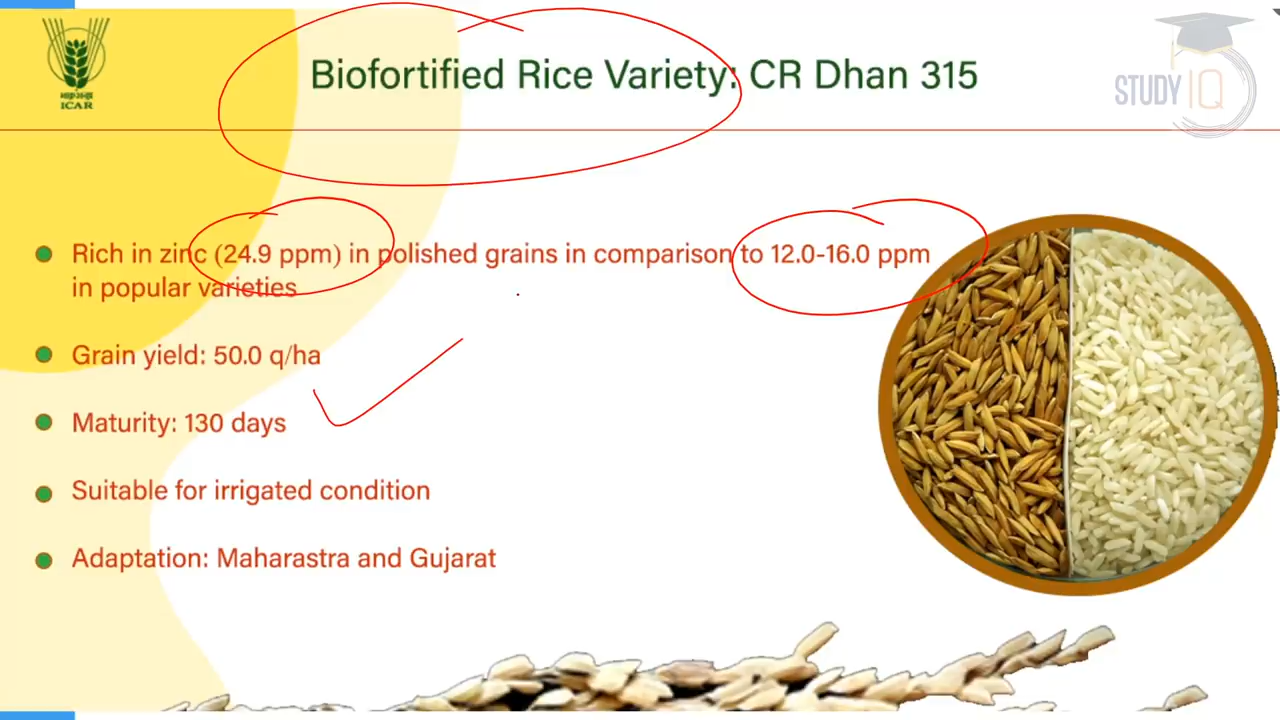 Biofortified Rice Variety: CR Dhan 315
ICAR
STUDY IQ
Rich in zinc (24.9 ppm) in polished grains in comparison to 12.0-16.0 ppm
in popular varieties
Grain yield: 50.0 q/ha
Maturity: 130 days
Suitable for irrigated condition
Adaptation: Maharastra and Gujarat